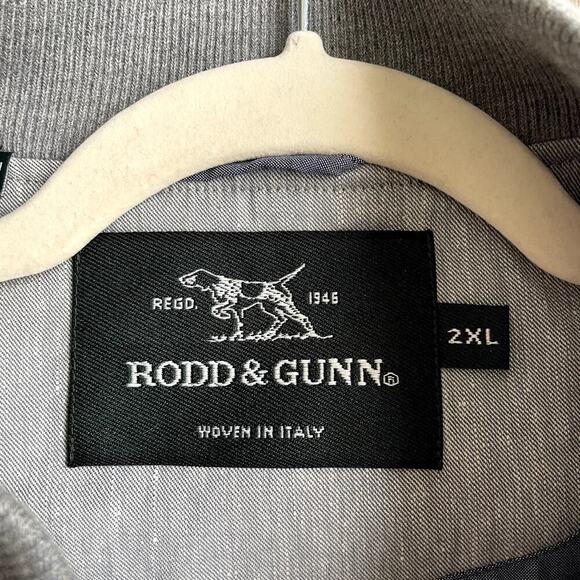 REGD. 1946
RODD & GUNN®
2XL
WOVEN IN ITALY